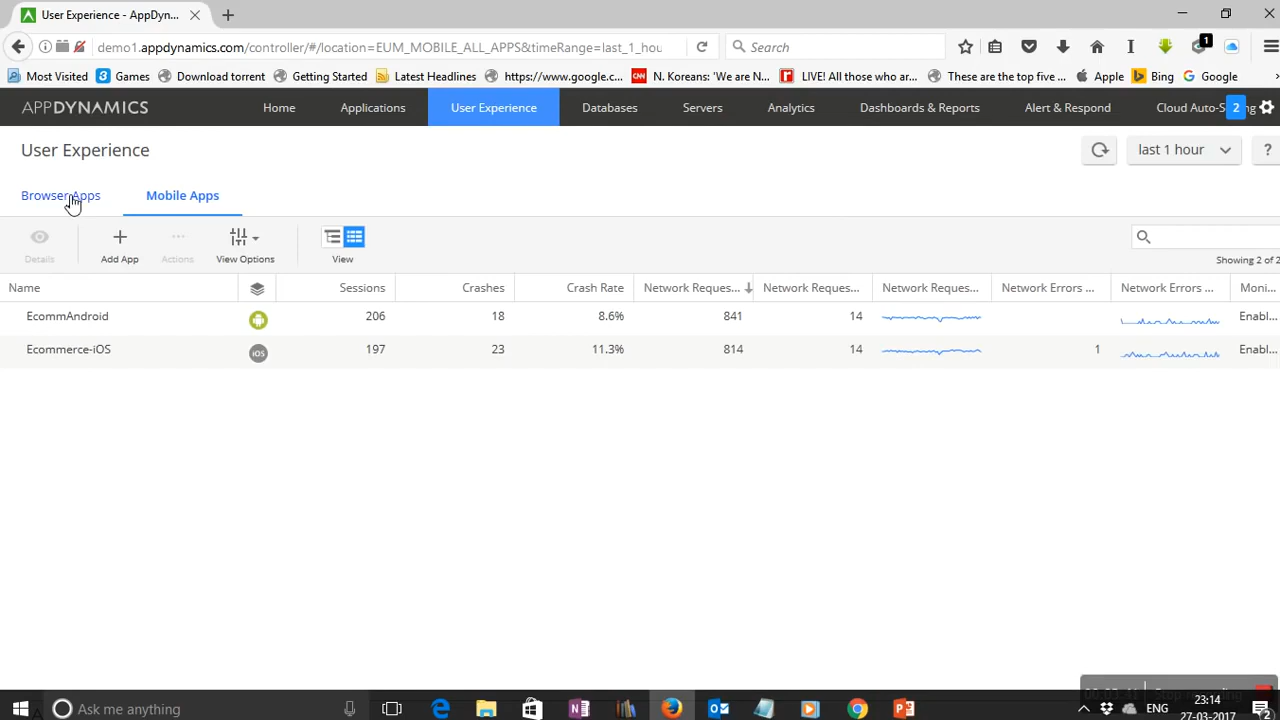 User Experience - AppDyn...
demo1.appdynamics.com/controller/#/location=EUM_MOBILE_ALL_APPS&timeRange=last_1_hou
Search
1
Most Visited
Games
Download torrent
Getting Started
Latest Headlines
https://www.google.c...
N. Koreans: 'We are N...
LIVE! All those who ar...
These are the top five ...
Apple
Bing
Google
APPDYNAMICS
Home
Applications
User Experience
Databases
Servers
Analytics
Dashboards & Reports
Alert & Respond
2
User Experience
last 1 hour
?
Browser Apps
Mobile Apps
Details
Add App
Actions
View Options
View
Showing 2 of 2
Name Sessions Crashes Crash Rate Network Reques... Network Reques... Network Reques... Network Errors ... Network Errors ... Moni...
EcommAndroid 206 18 8.6% 841 14 Enabl...
Ecommerce-iOS iOS 197 23 11.3% 814 14 1 Enabl...
Ask me anything
ENG
23:14
27-03-2017
2